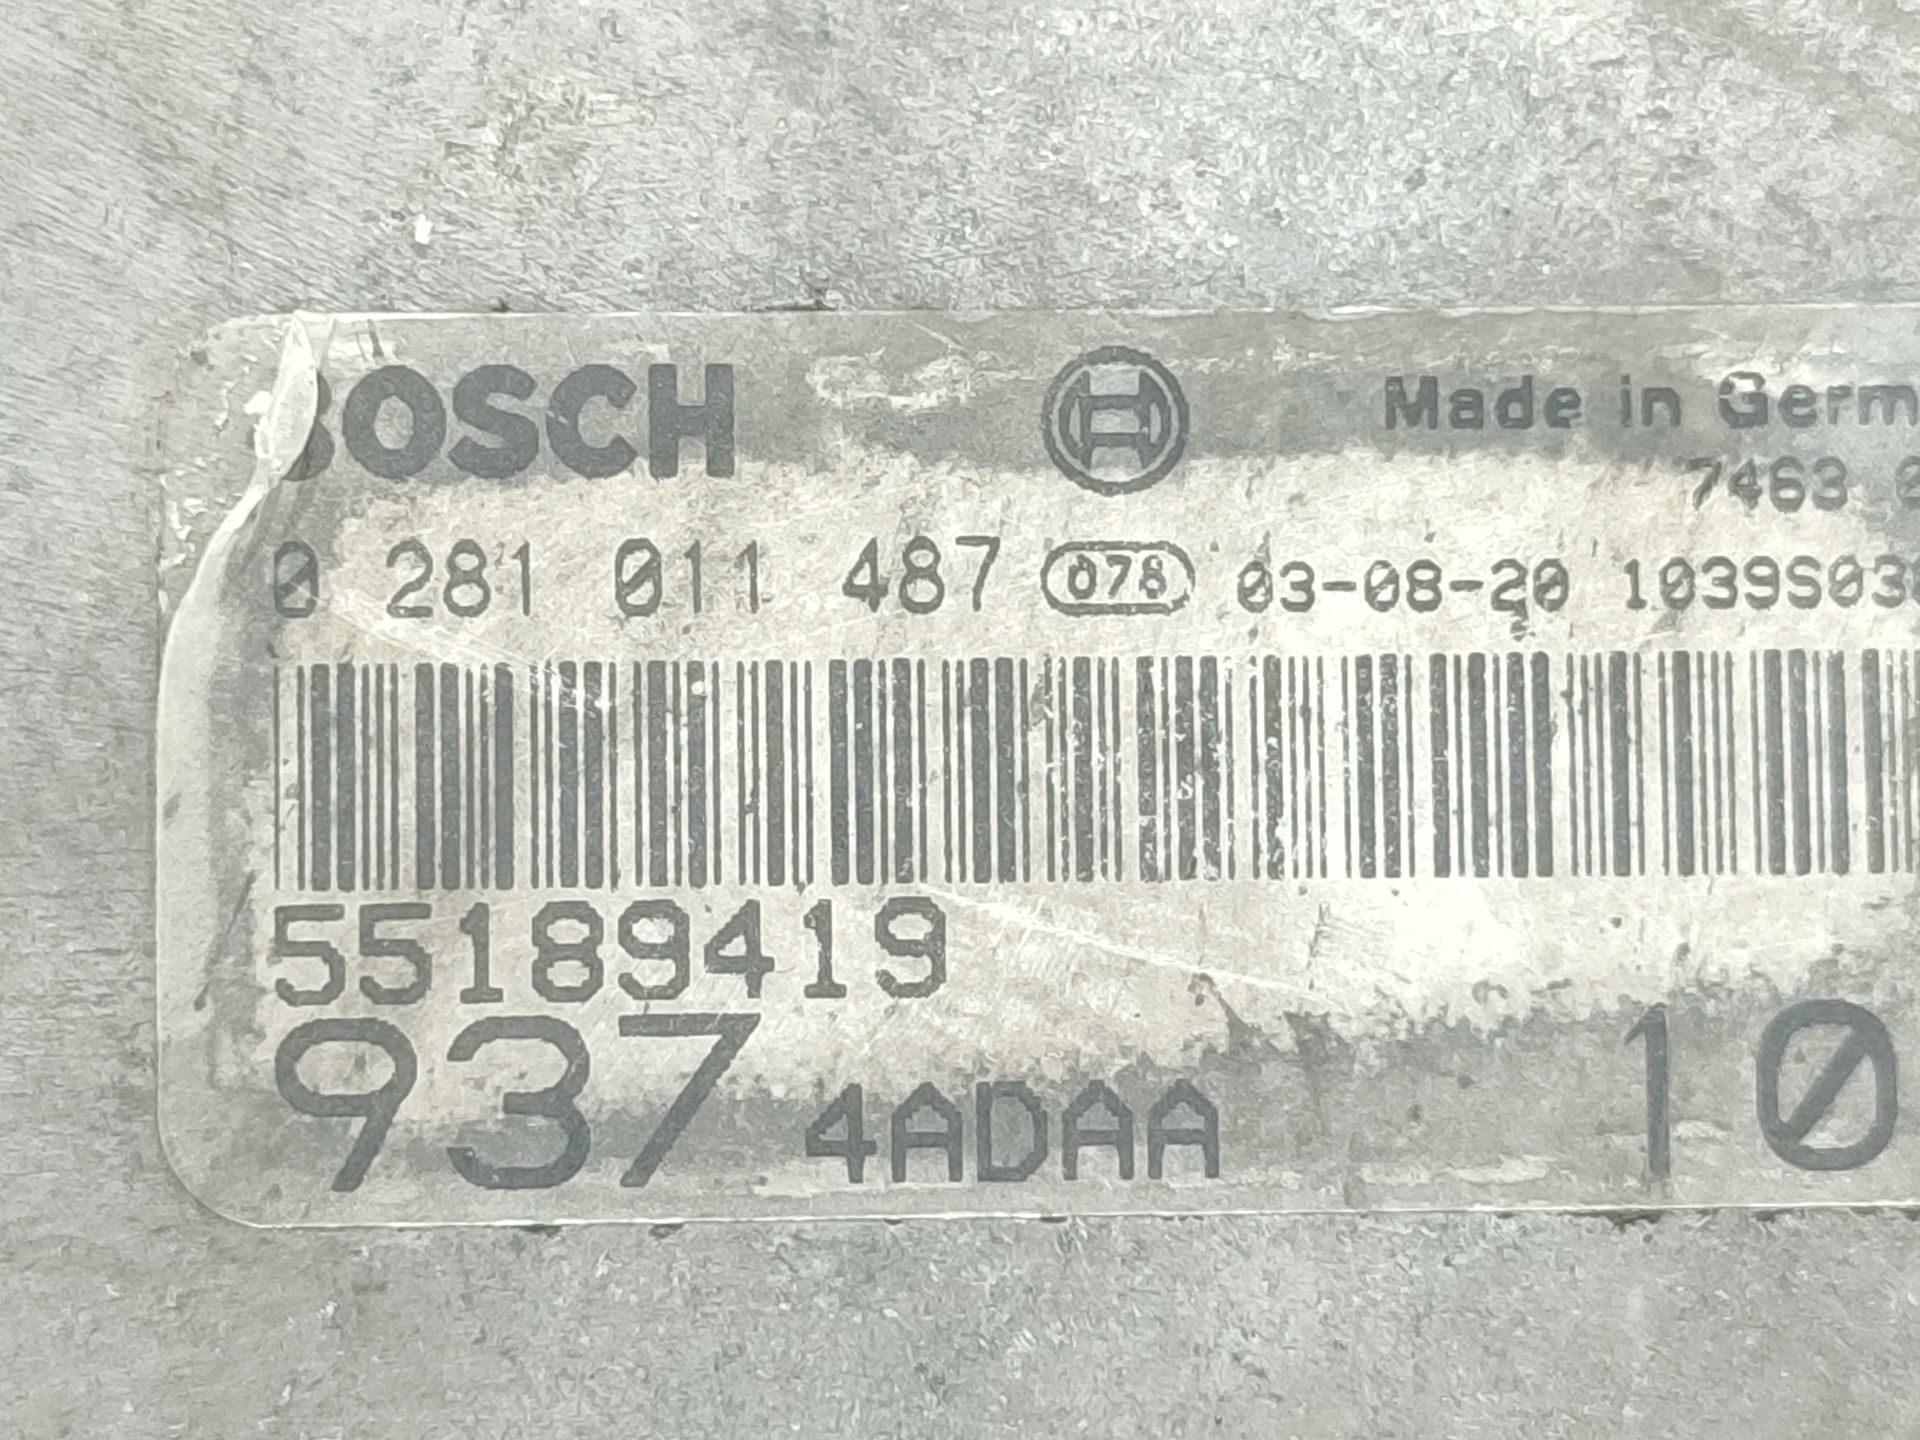 BOSCH Made in Germ
7463
0 281 011 487 078 03-08-20 1039S03
55189419
937 4ADAA 10